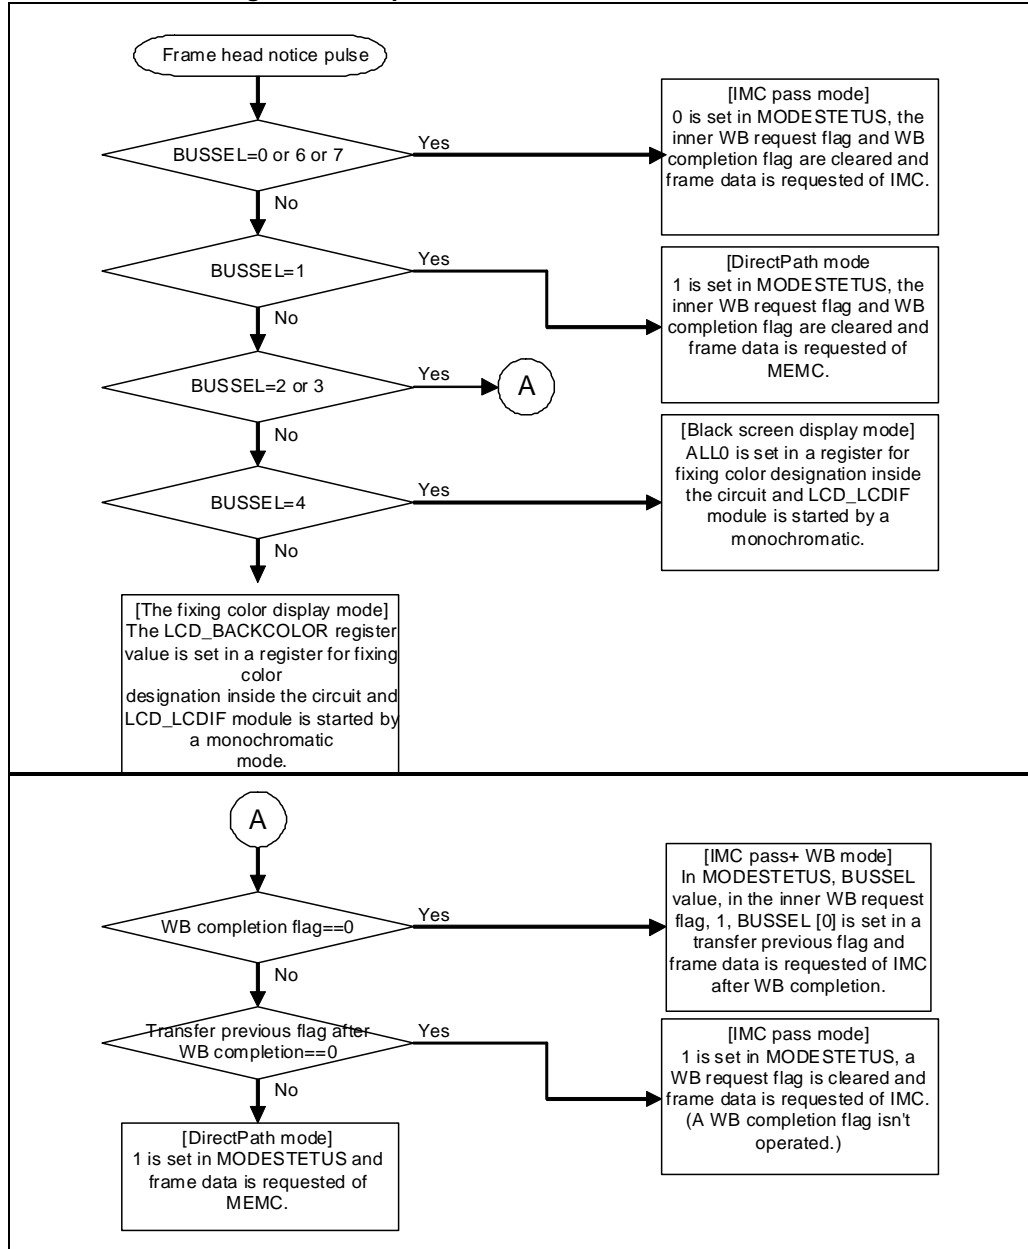 Frame head notice pulse
BUSSEL=0 or 6 or 7
Yes
[IMC pass mode]
0 is set in MODESTETUS, the
inner WB request flag and WB
completion flag are cleared and
frame data is requested of IMC.
No
BUSSEL=1
Yes
[DirectPath mode
1 is set in MODESTETUS, the
inner WB request flag and WB
completion flag are cleared and
frame data is requested of
MEMC.
No
BUSSEL=2 or 3
Yes
A
No
BUSSEL=4
Yes
[Black screen display mode]
ALL0 is set in a register for
fixing color designation inside
the circuit and LCD_LCDIF
module is started by a
monochromatic.
No
[The fixing color display mode]
The LCD_BACKCOLOR register
value is set in a register for fixing
color
designation inside the circuit and
LCD_LCDIF module is started by
a monochromatic
mode.
A
WB completion flag==0
Yes
[IMC pass+ WB mode]
In MODESTETUS, BUSSEL
value, in the inner WB request
flag, 1, BUSSEL [0] is set in a
transfer previous flag and
frame data is requested of IMC
after WB completion.
No
Transfer previous flag after
WB completion==0
Yes
[IMC pass mode]
1 is set in MODESTETUS, a
WB request flag is cleared and
frame data is requested of IMC.
(A WB completion flag isn't
operated.)
No
[DirectPath mode]
1 is set in MODESTETUS and
frame data is requested of
MEMC.